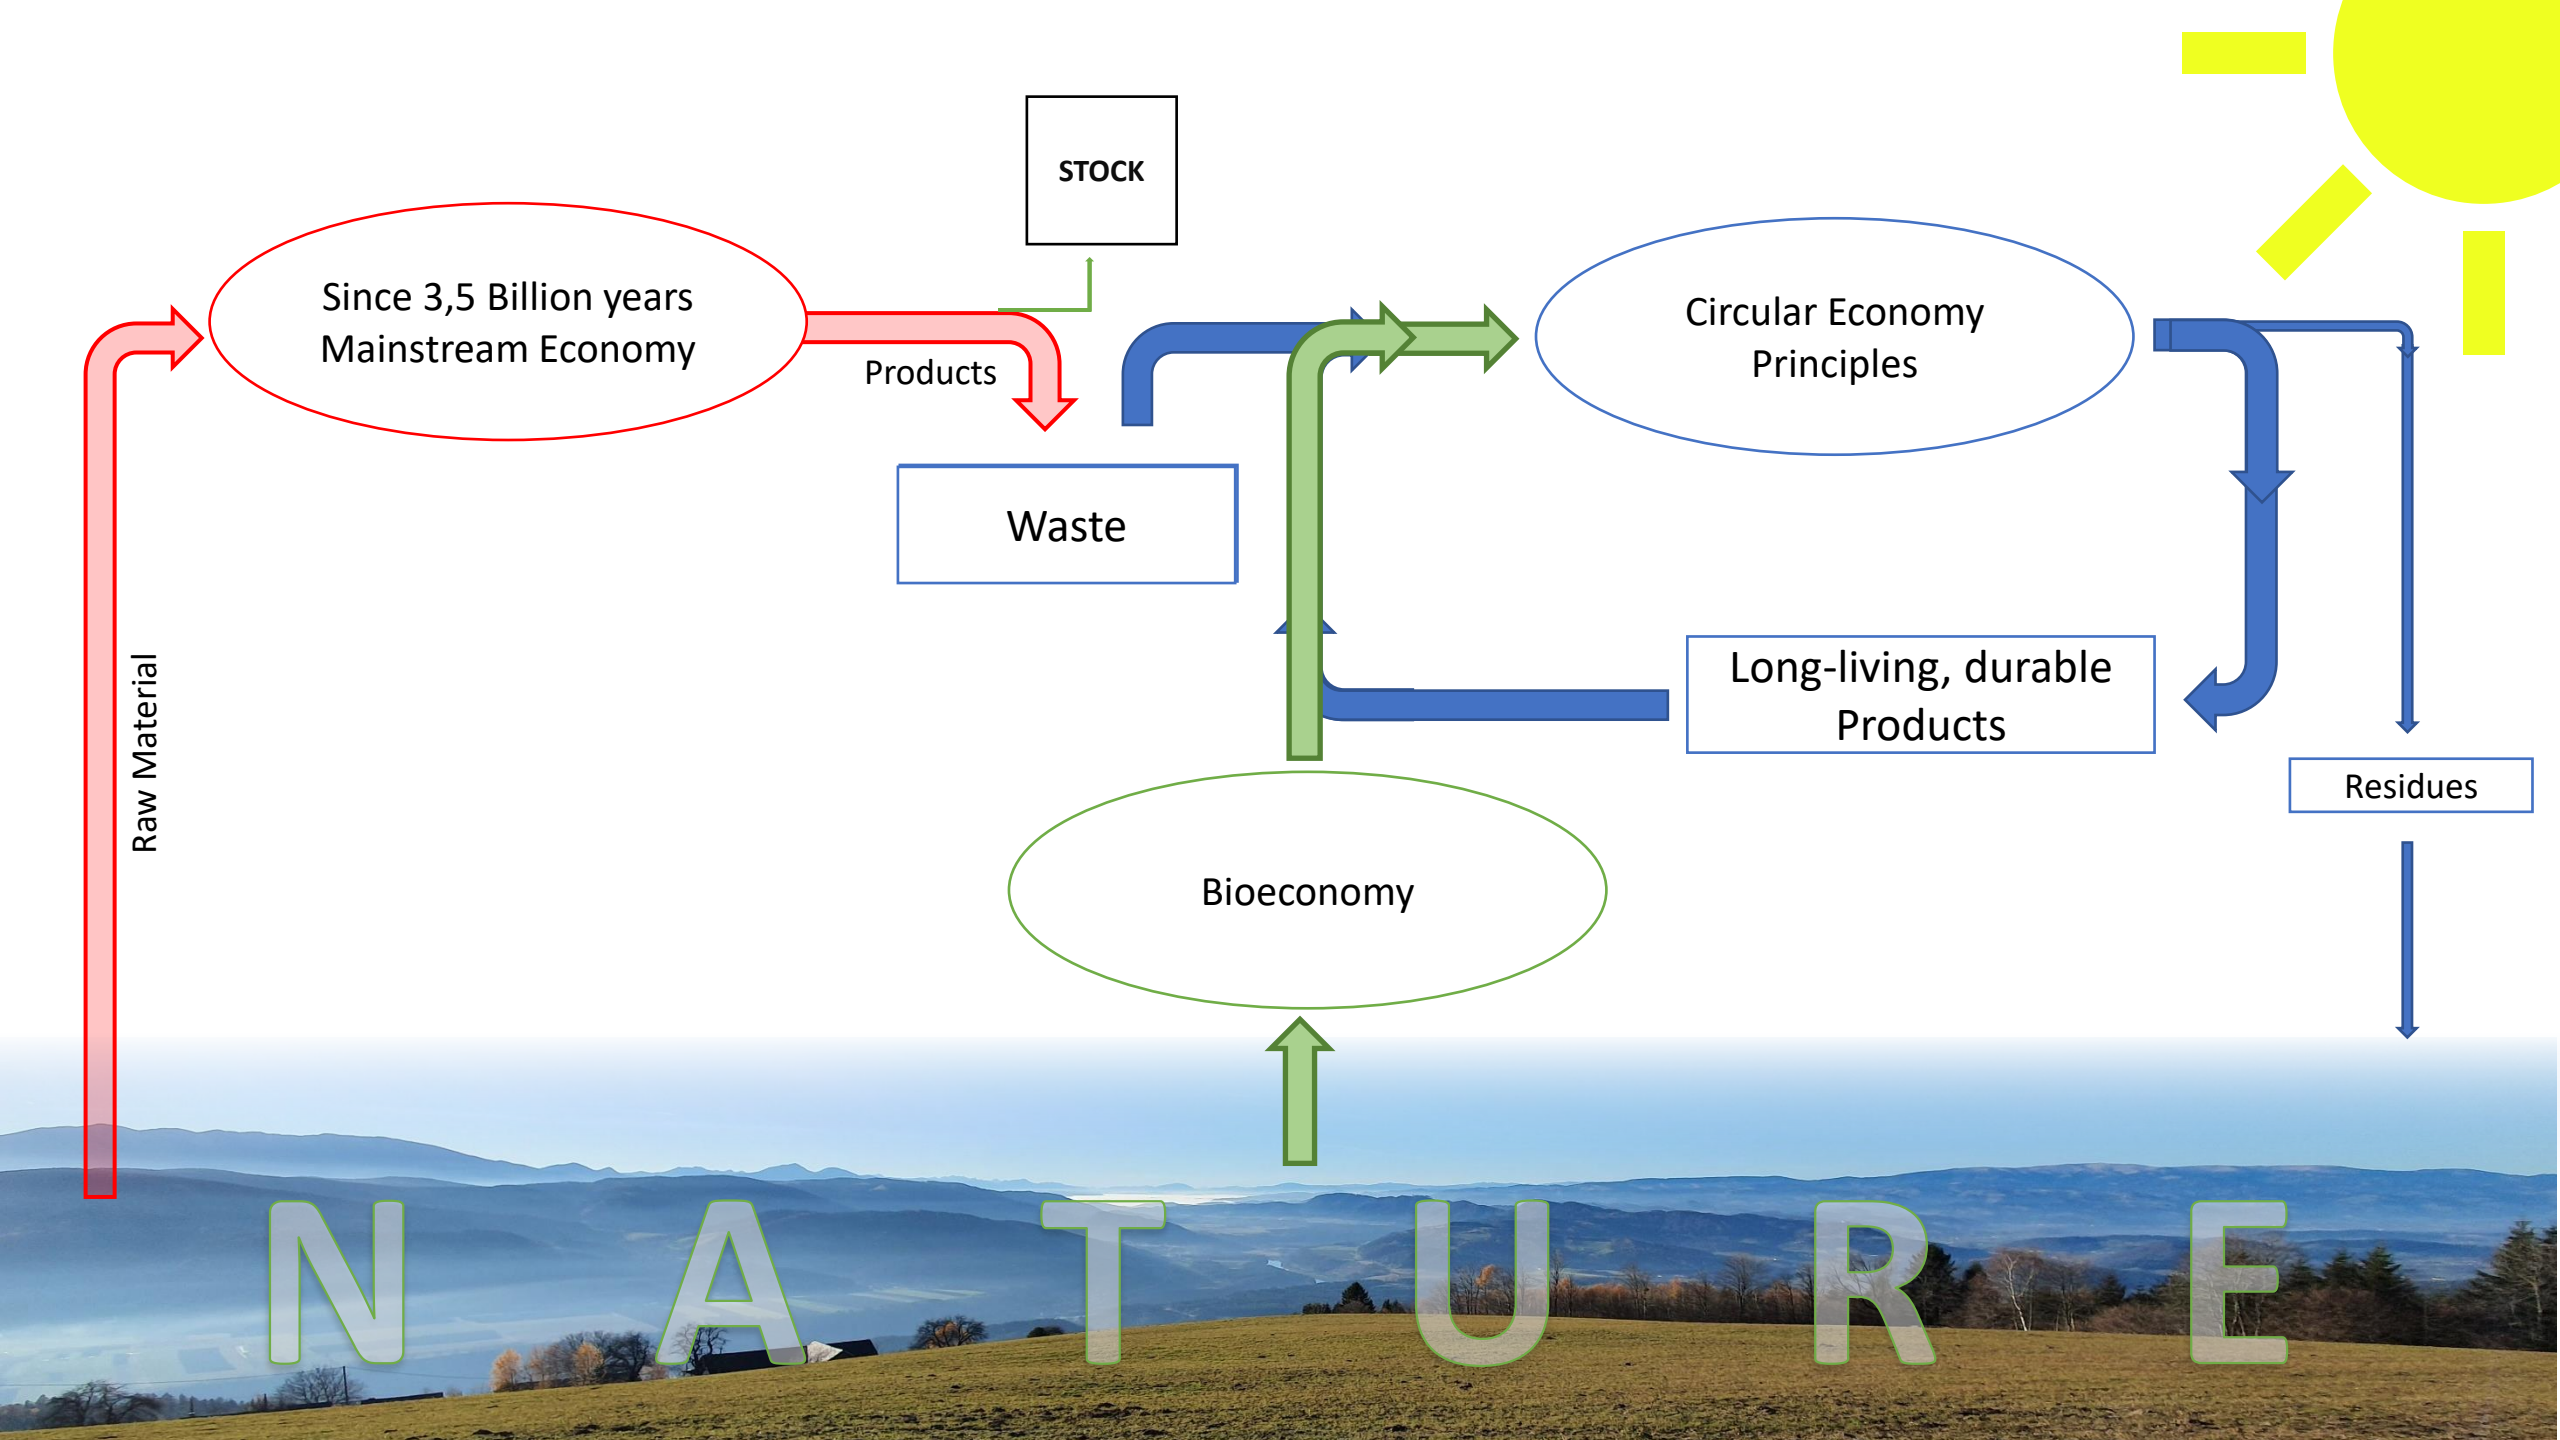 STOCK
Since 3,5 Billion years
Mainstream Economy
Products
Circular Economy
Principles
Waste
Raw Material
Long-living, durable
Products
Residues
Bioeconomy
N A T U R E